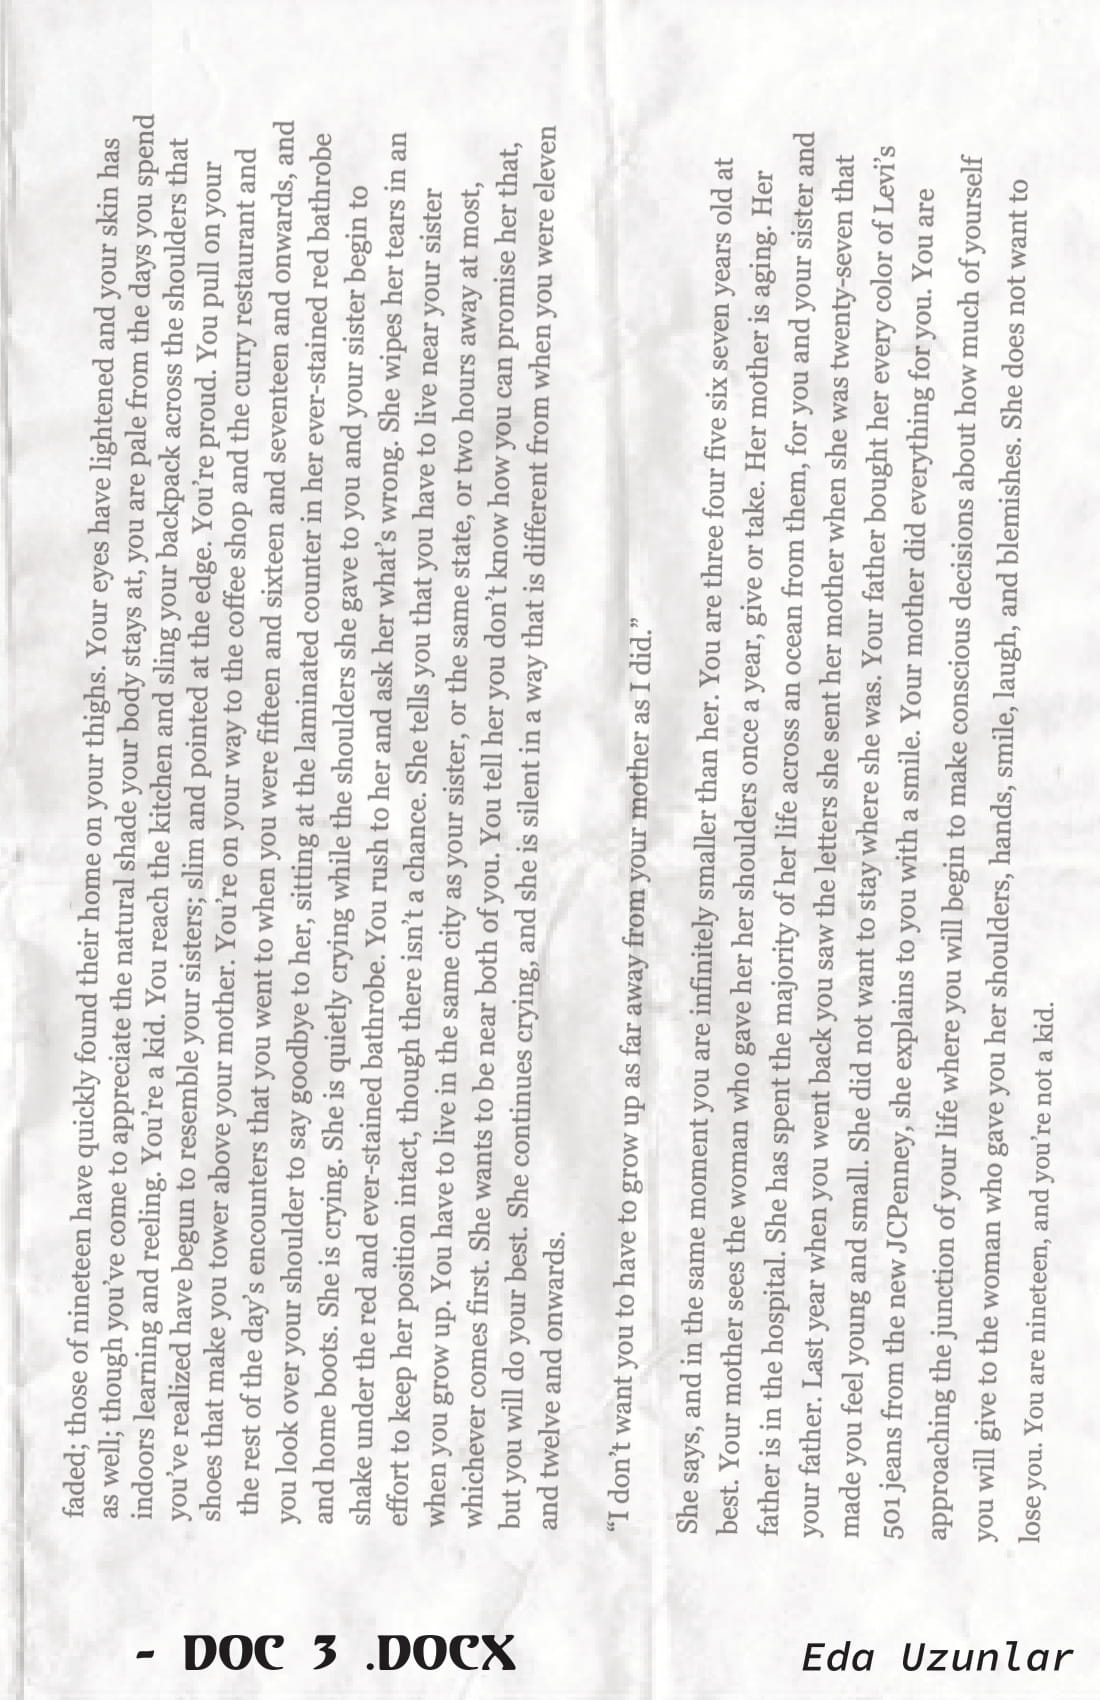 faded; those of nineteen have quickly found their home on your thighs. Your eyes have lightened and your skin has
as well; though you've come to appreciate the natural shade your body stays at, you are pale from the days you spend
indoors learning and reeling. You're a kid. You reach the kitchen and sling your backpack across the shoulders that
you've realized have begun to resemble your sisters; slim and pointed at the edge. You're proud. You pull on your
shoes that make you tower above your mother. You're on your way to the coffee shop and the curry restaurant and
the rest of the day's encounters that you went to when you were fifteen and sixteen and seventeen and onwards, and
you look over your shoulder to say goodbye to her, sitting at the laminated counter in her ever-stained red bathrobe
and home boots. She is crying. She is quietly crying while the shoulders she gave to you and your sister begin to
shake under the red and ever-stained bathrobe. You rush to her and ask her what's wrong. She wipes her tears in an
effort to keep her position intact, though there isn't a chance. She tells you that you have to live near your sister
when you grow up. You have to live in the same city as your sister, or the same state, or two hours away at most,
whichever comes first. She wants to be near both of you. You tell her you don't know how you can promise her that,
but you will do your best. She continues crying, and she is silent in a way that is different from when you were eleven
and twelve and onwards.
“I don't want you to have to grow up as far away from your mother as I did.”
She says, and in the same moment you are infinitely smaller than her. You are three four five six seven years old at
best. Your mother sees the woman who gave her her shoulders once a year, give or take. Her mother is aging. Her
father is in the hospital. She has spent the majority of her life across an ocean from them, for you and your sister and
your father. Last year when you went back you saw the letters she sent her mother when she was twenty-seven that
made you feel young and small. She did not want to stay where she was. Your father bought her every color of Levi's
501 jeans from the new JCPenney, she explains to you with a smile. Your mother did everything for you. You are
approaching the junction of your life where you will begin to make conscious decisions about how much of yourself
you will give to the woman who gave you her shoulders, hands, smile, laugh, and blemishes. She does not want to
lose you. You are nineteen, and you're not a kid.
- DOC 3 .DOCX
Eda Uzunlar